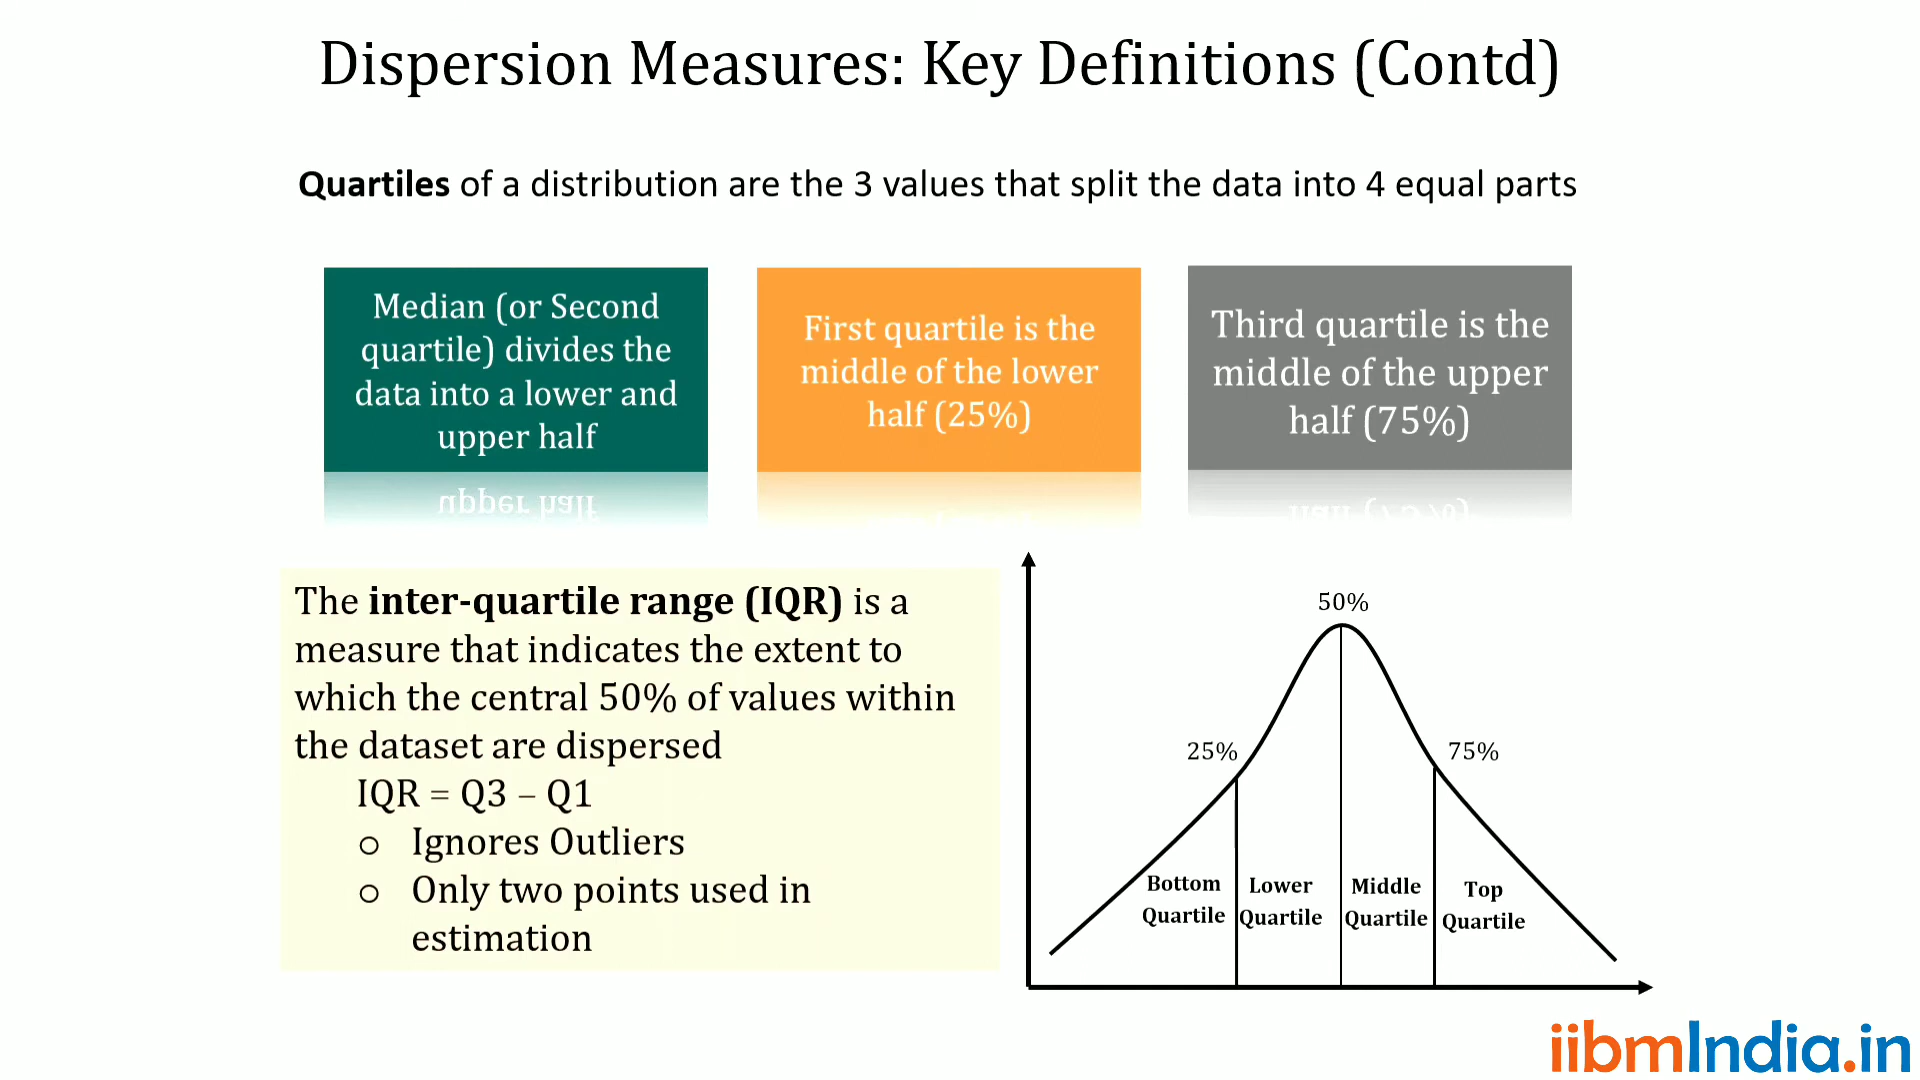 Dispersion Measures: Key Definitions (Contd)
Quartiles of a distribution are the 3 values that split the data into 4 equal parts
Median (or Second
quartile) divides the
data into a lower and
upper half
First quartile is the
middle of the lower
half (25%)
Third quartile is the
middle of the upper
half (75%)
The inter-quartile range (IQR) is a
measure that indicates the extent to
which the central 50% of values within
the dataset are dispersed
IQR = Q3 – Q1
o Ignores Outliers
o Only two points used in
estimation
50%
25%
75%
Bottom
Quartile
Lower
Quartile
Middle
Quartile
Top
Quartile
iibmIndia.in